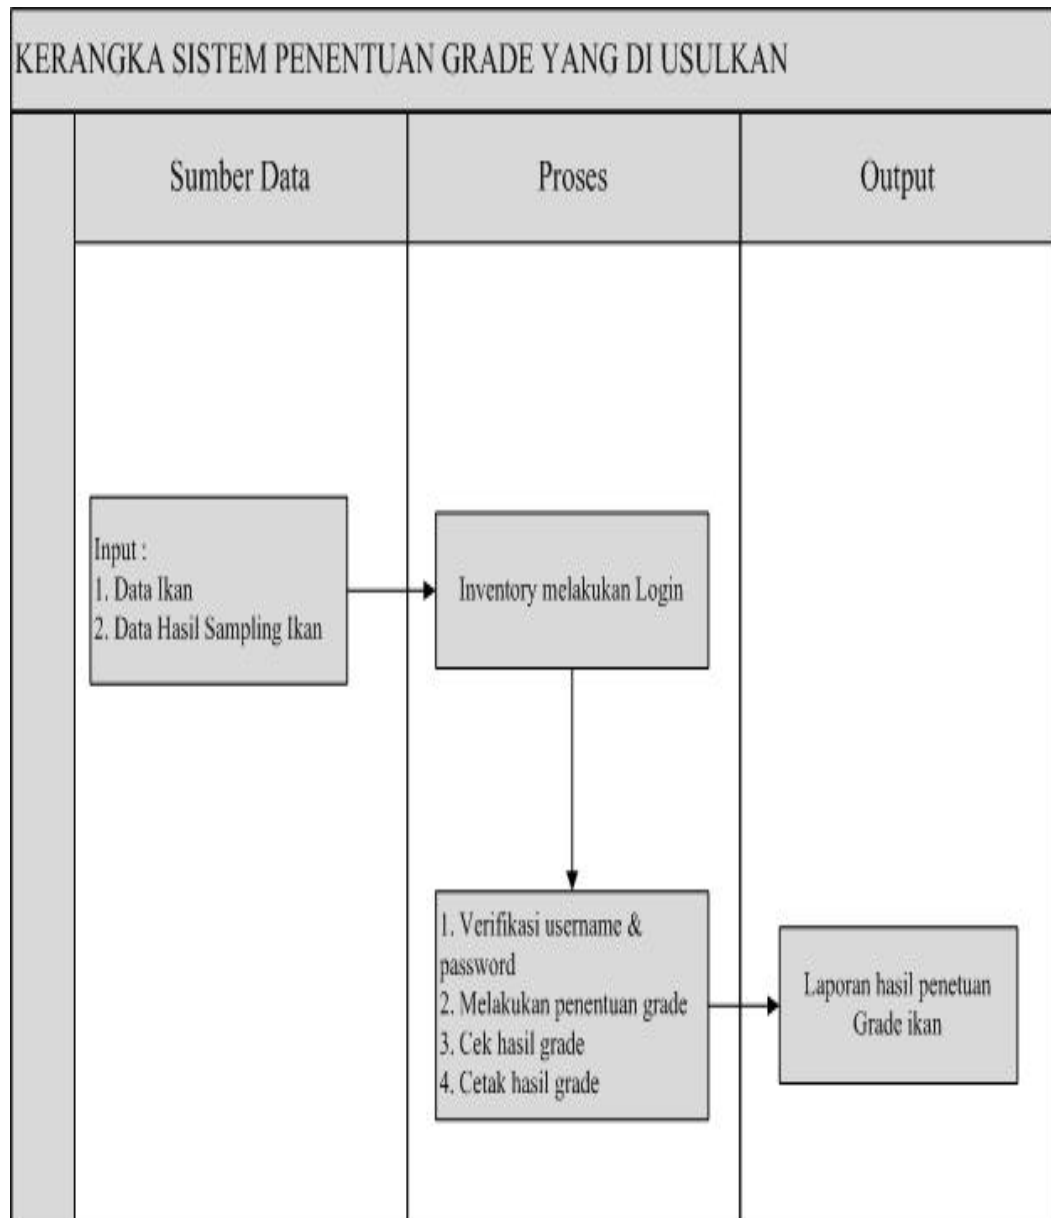 KERANGKA SISTEM PENENTUAN GRADE YANG DI USULKAN
Sumber Data
Proses
Output
Input :
1. Data Ikan
2. Data Hasil Sampling Ikan
Inventory melakukan Login
1. Verifikasi username &
password
2. Melakukan penentuan grade
3. Cek hasil grade
4. Cetak hasil grade
Laporan hasil penetuan
Grade ikan